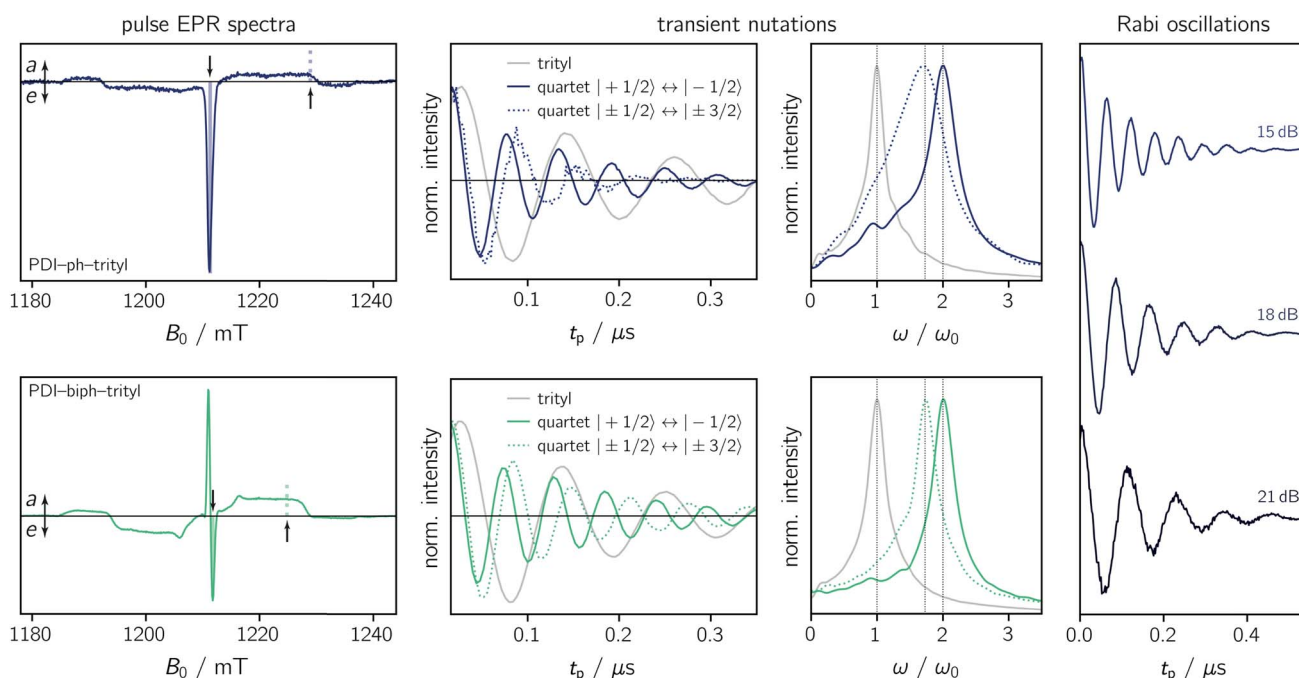 pulse EPR spectra
transient nutations
Rabi oscillations
a
e
PDI–ph–trityl
1180 1200 1220 1240
B₀ / mT
norm. intensity
trityl
quartet | + 1/2⟩ ↔ | − 1/2⟩
quartet | ± 1/2⟩ ↔ | ± 3/2⟩
0.1 0.2 0.3
tₚ / μs
norm. intensity
0 1 2 3
ω / ω₀
15 dB
18 dB
21 dB
0.0 0.2 0.4
tₚ / μs
PDI–biph–trityl
a
e
1180 1200 1220 1240
B₀ / mT
norm. intensity
trityl
quartet | + 1/2⟩ ↔ | − 1/2⟩
quartet | ± 1/2⟩ ↔ | ± 3/2⟩
0.1 0.2 0.3
tₚ / μs
norm. intensity
0 1 2 3
ω / ω₀